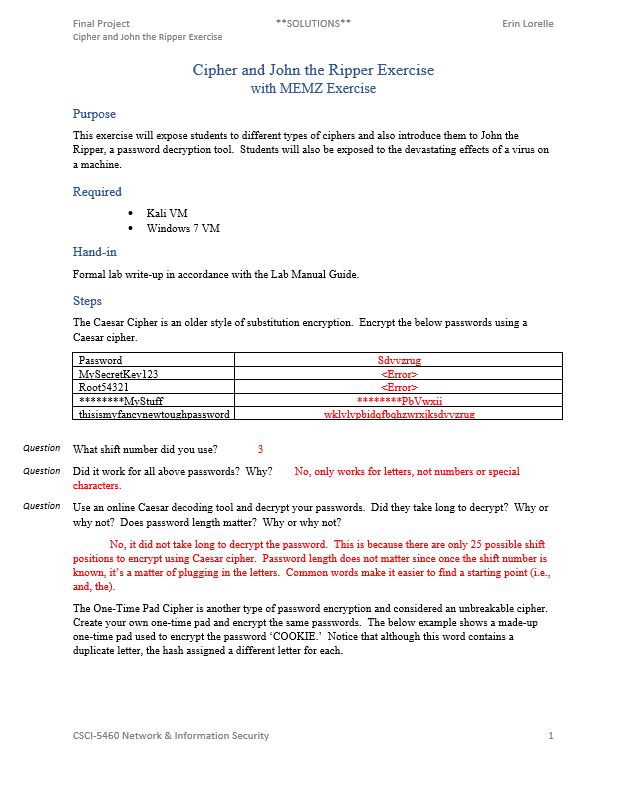 Final Project **SOLUTIONS** Erin Lorelle
Cipher and John the Ripper Exercise
Cipher and John the Ripper Exercise
with MEMZ Exercise
Purpose
This exercise will expose students to different types of ciphers and also introduce them to John the
Ripper, a password decryption tool. Students will also be exposed to the devastating effects of a virus on
a machine.
Required
• Kali VM
• Windows 7 VM
Hand-in
Formal lab write-up in accordance with the Lab Manual Guide.
Steps
The Caesar Cipher is an older style of substitution encryption. Encrypt the below passwords using a
Caesar cipher.
Password Sdvvzrug
MySecretKey123 <Error>
Root54321 <Error>
********MyStuff ********PbVwxii
thisismyfancynewtoughpassword wklvlvpbidqfbqhzwrxjksdvvzrug
Question What shift number did you use? 3
Question Did it work for all above passwords? Why? No, only works for letters, not numbers or special
characters.
Question Use an online Caesar decoding tool and decrypt your passwords. Did they take long to decrypt? Why or
why not? Does password length matter? Why or why not?
No, it did not take long to decrypt the password. This is because there are only 25 possible shift
positions to encrypt using Caesar cipher. Password length does not matter since once the shift number is
known, it's a matter of plugging in the letters. Common words make it easier to find a starting point (i.e.,
and, the).
The One-Time Pad Cipher is another type of password encryption and considered an unbreakable cipher.
Create your own one-time pad and encrypt the same passwords. The below example shows a made-up
one-time pad used to encrypt the password 'COOKIE.' Notice that although this word contains a
duplicate letter, the hash assigned a different letter for each.
CSCI-5460 Network & Information Security 1